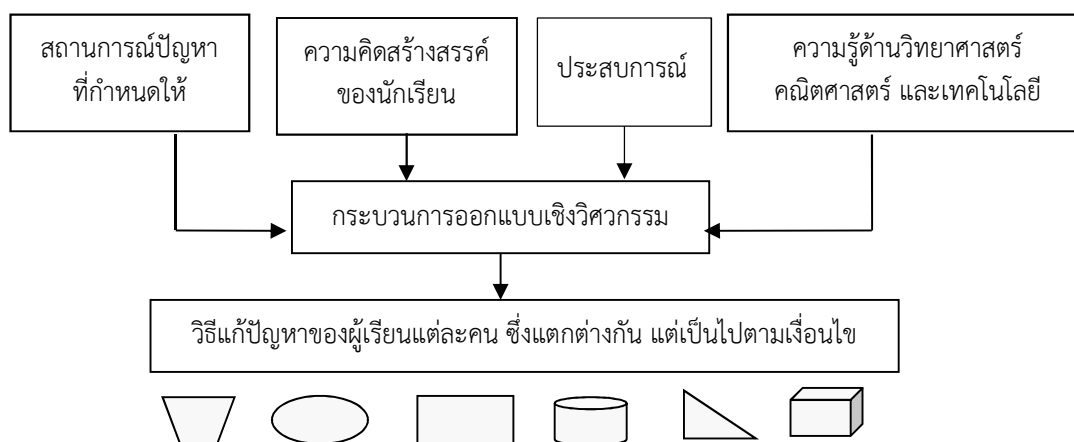 สถานการณ์ปัญหา
ที่กำหนดให้
ความคิดสร้างสรรค์
ของนักเรียน
ประสบการณ์
ความรู้ด้านวิทยาศาสตร์
คณิตศาสตร์ และเทคโนโลยี
กระบวนการออกแบบเชิงวิศวกรรม
วิธีแก้ปัญหาของผู้เรียนแต่ละคน ซึ่งแตกต่างกัน แต่เป็นไปตามเงื่อนไข